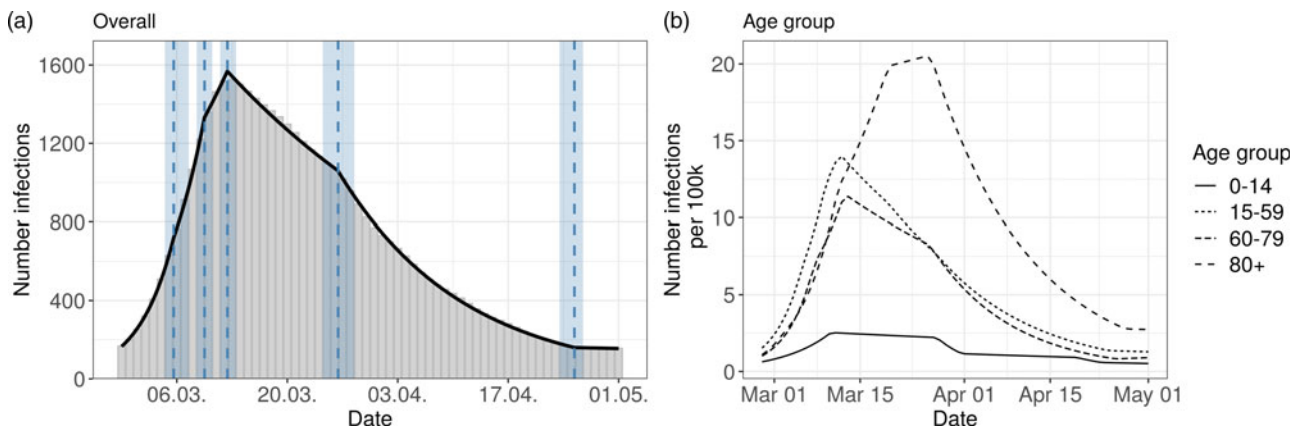 (a)
Overall
Number infections
1600
1200
800
400
0
06.03.
20.03.
03.04.
17.04.
01.05.
Date
(b)
Age group
Number infections
per 100k
20
15
10
5
0
Mar 01
Mar 15
Apr 01
Apr 15
May 01
Date
Age group
0-14
15-59
60-79
80+